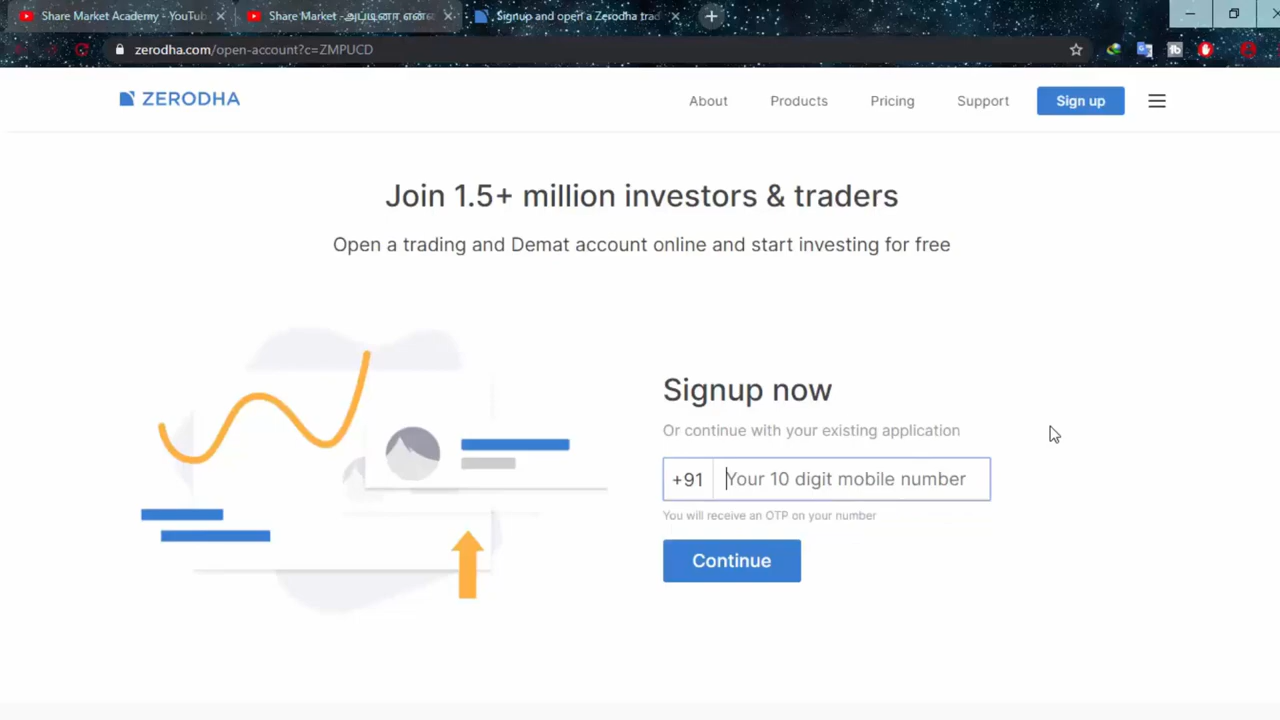 Share Market Academy - YouTub
Share Market - அப்படினா என்ன
Signup and open a Zerodha trad
zerodha.com/open-account?c=ZMPUCD
ZERODHA
About
Products
Pricing
Support
Sign up
Join 1.5+ million investors & traders
Open a trading and Demat account online and start investing for free
Signup now
Or continue with your existing application
+91
Your 10 digit mobile number
You will receive an OTP on your number
Continue